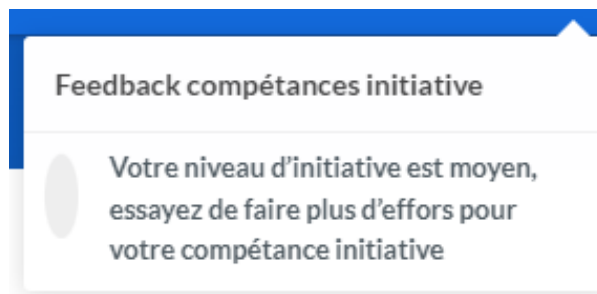 Feedback compétances initiative
Votre niveau d'initiative est moyen,
essayez de faire plus d'effors pour
votre compétance initiative